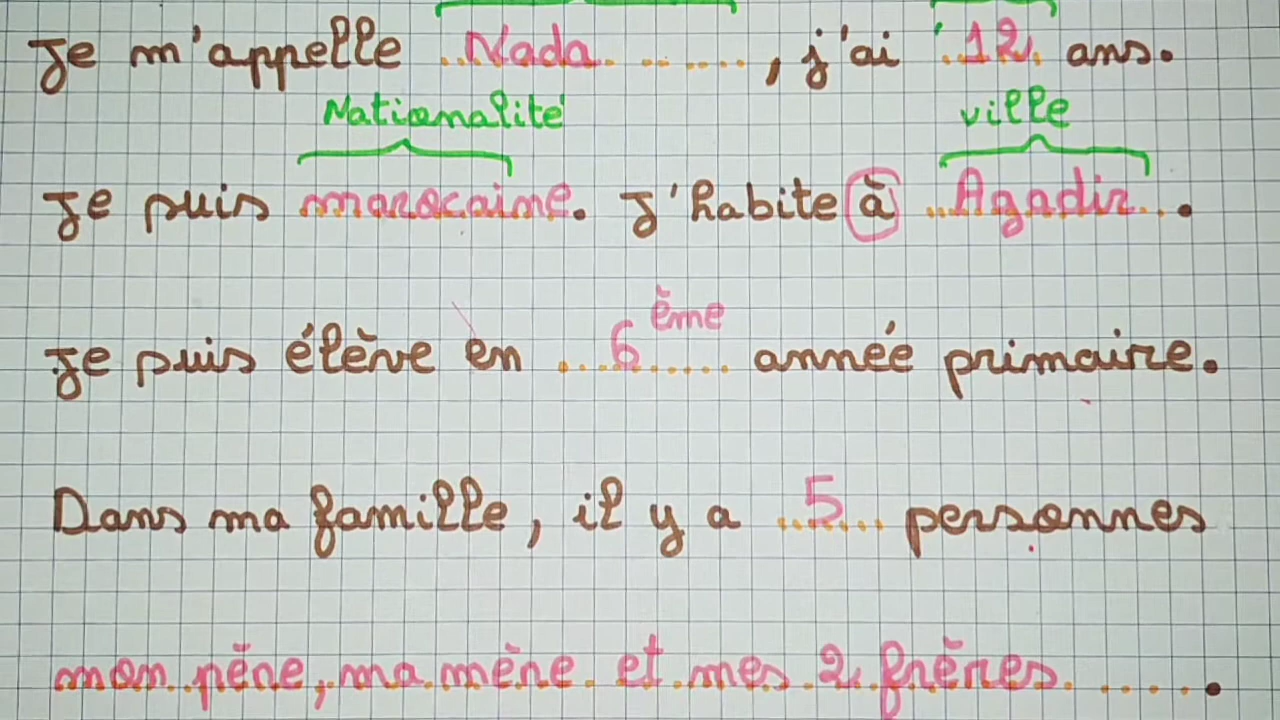 Je m'appelle ..Nada. ......, j'ai .12. ans.
Nationalité ville
Je suis marocaine. J'habite à ..Agadir...
Je suis élève en ...6ème..... année primaire.
Dans ma famille, il y a ...5.... personnes
mon père, ma mère et mes 2 frères. ......